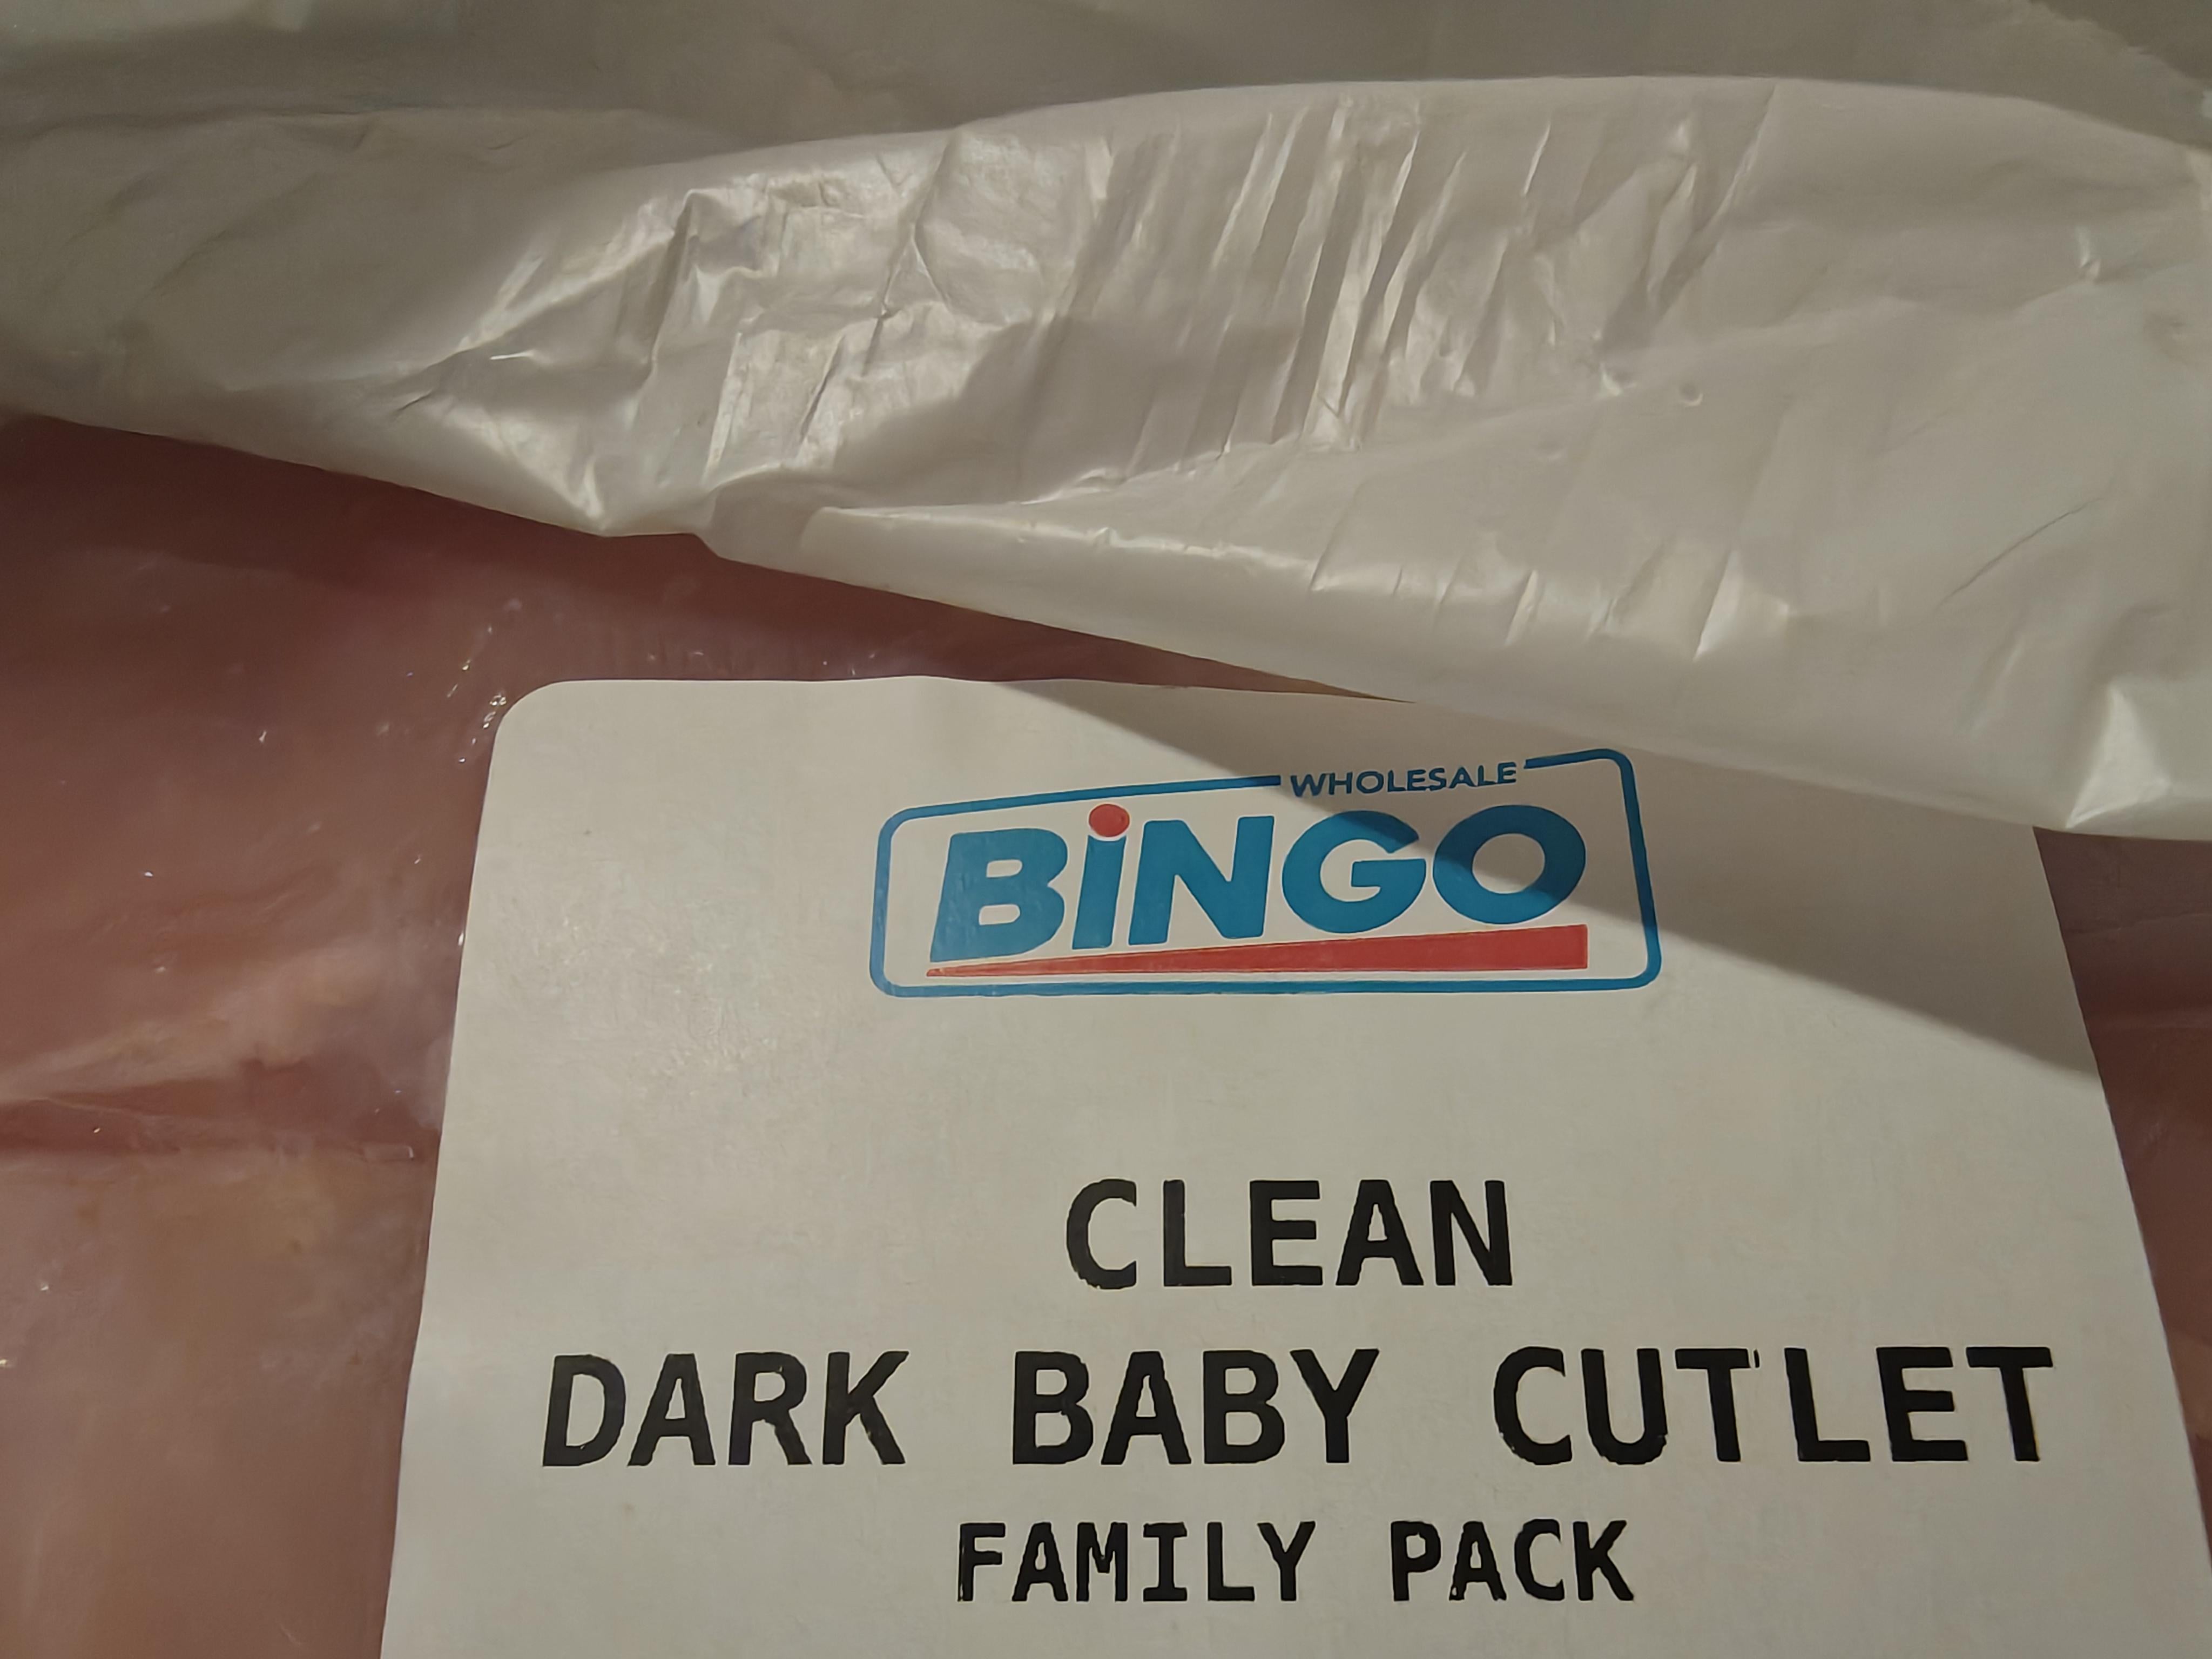 WHOLESALE
BiNGO
CLEAN
DARK BABY CUTLET
FAMILY PACK